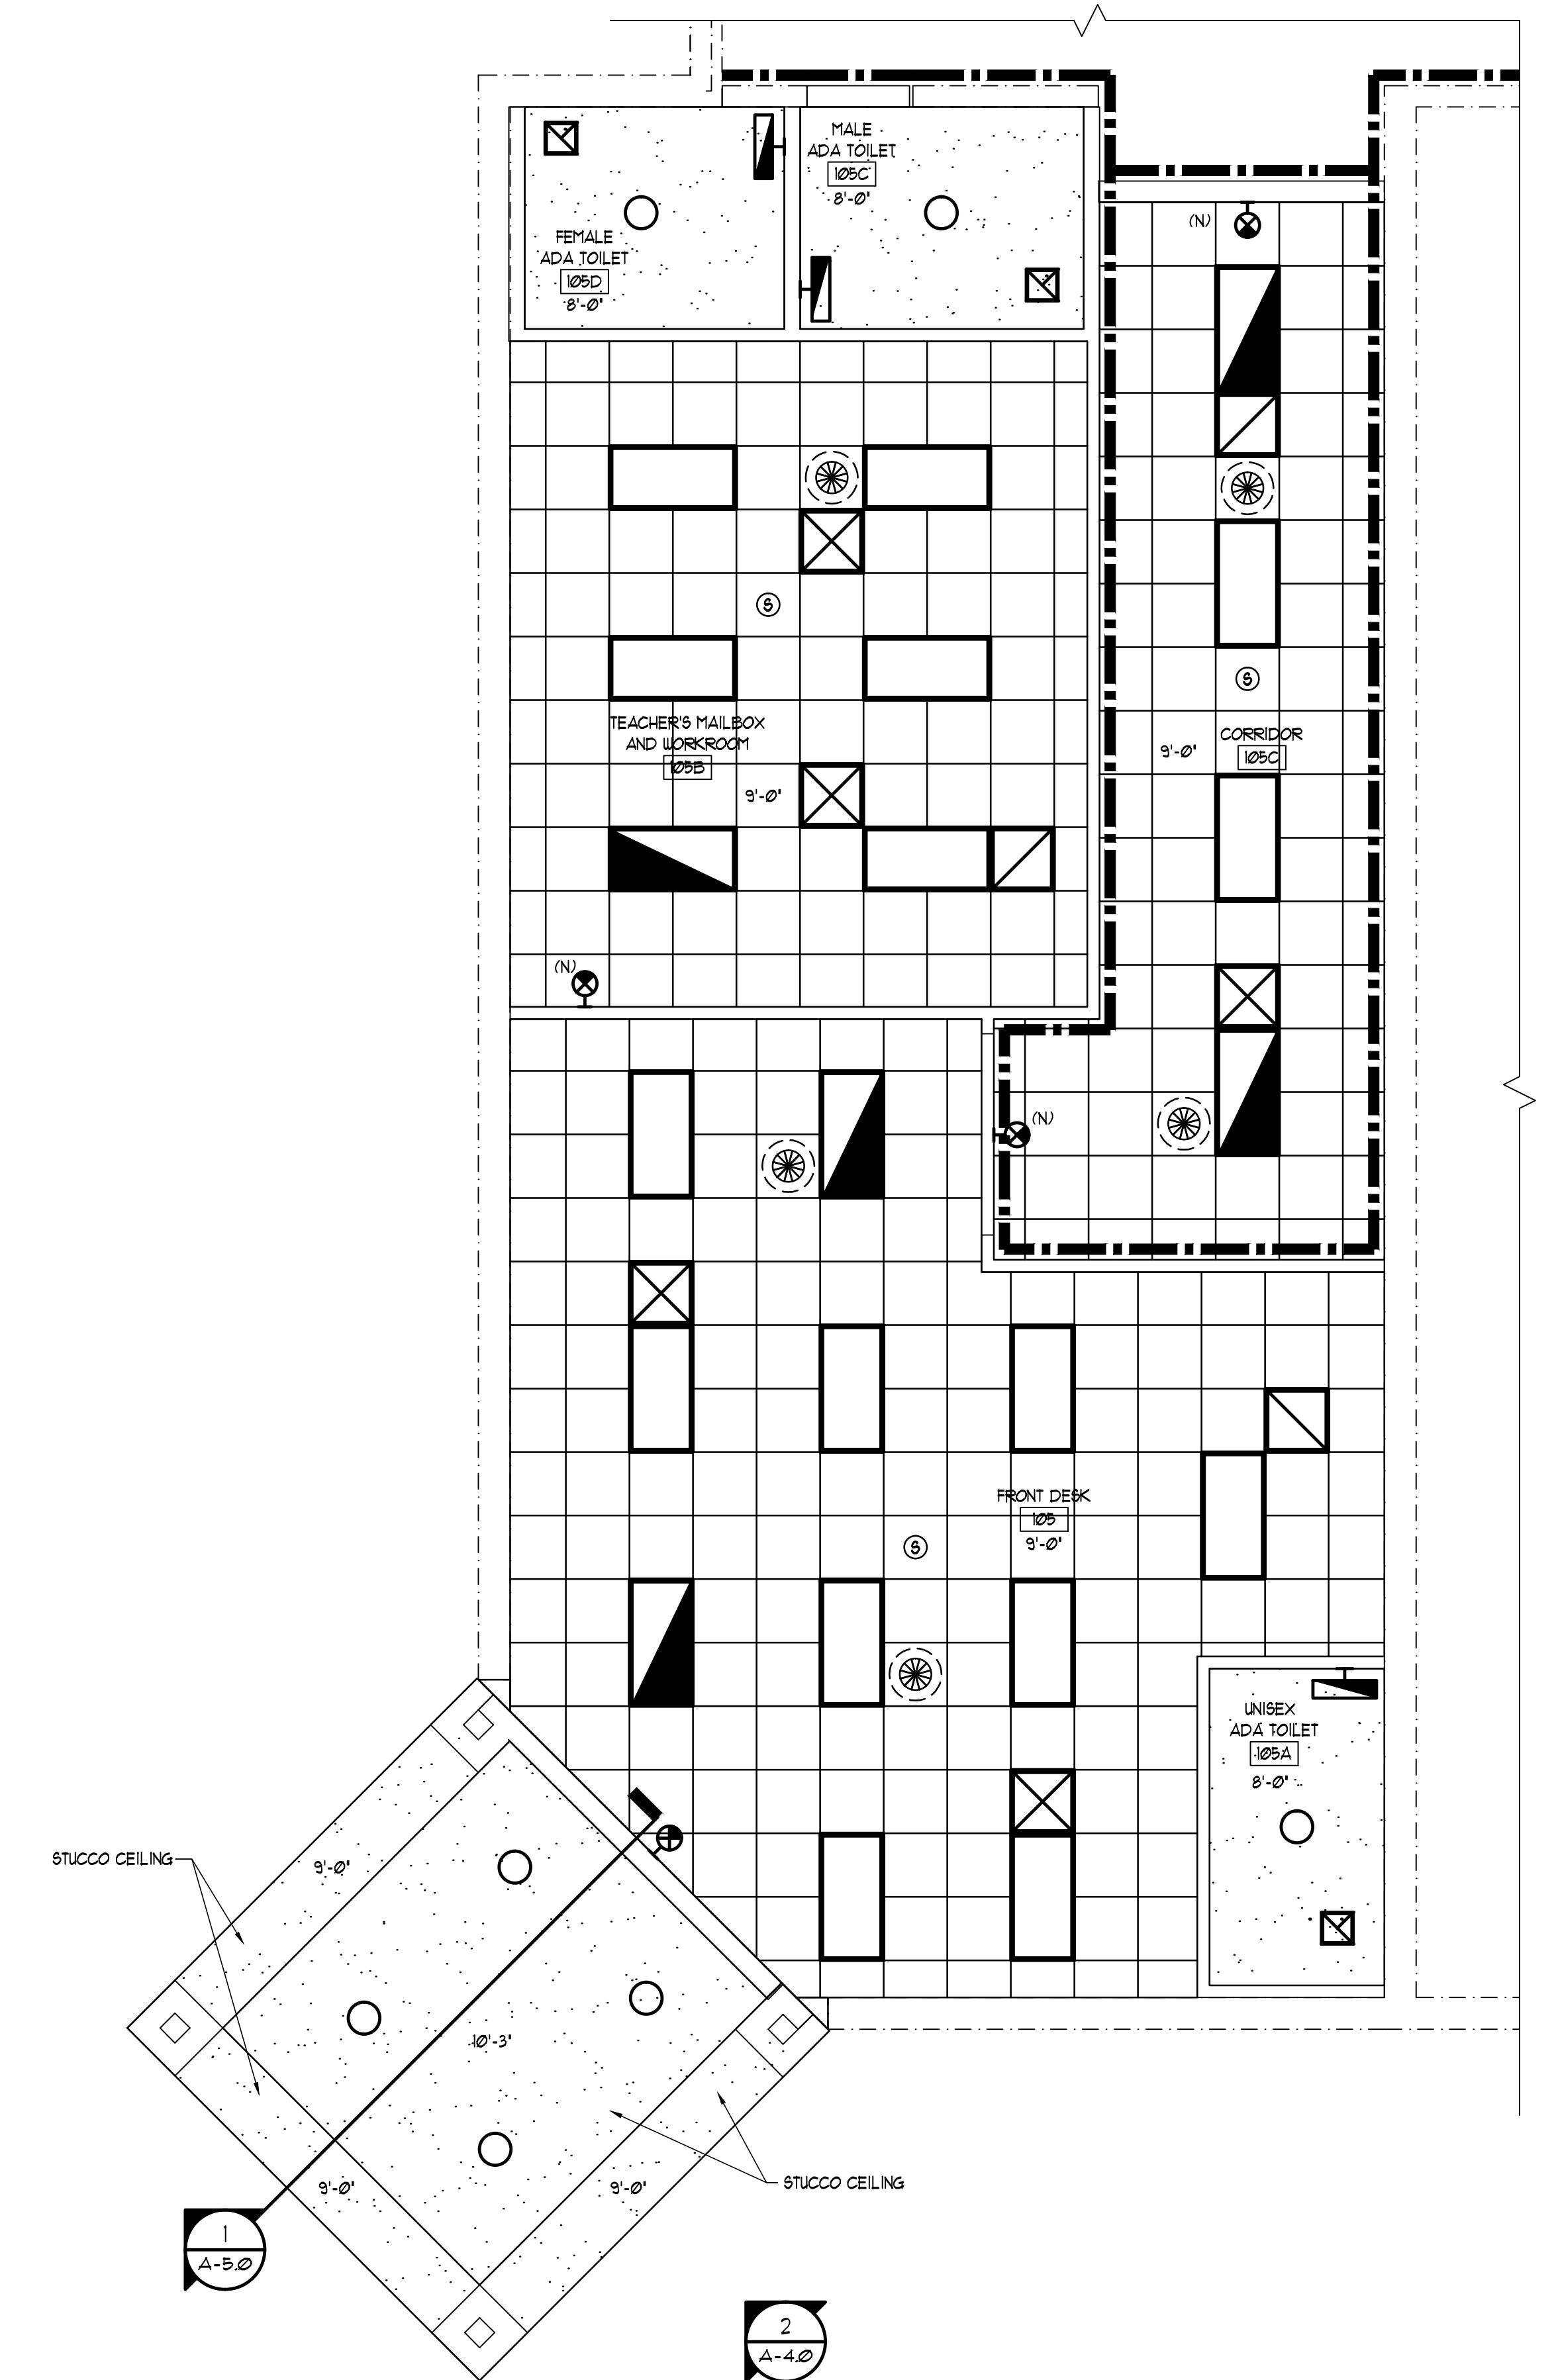 MALE
ADA TOILET
105C
8'-0"
FEMALE
ADA TOILET
105D
8'-0"
(N)
S
S
TEACHER'S MAILBOX
AND WORKROOM
105B
9'-0"
CORRIDOR
105C
9'-0"
(N)
(N)
FRONT DESK
105
9'-0"
S
UNISEX
ADA TOILET
105A
8'-0"
STUCCO CEILING
9'-0"
10'-3"
9'-0"
9'-0"
STUCCO CEILING
1
A-5.0
2
A-4.0